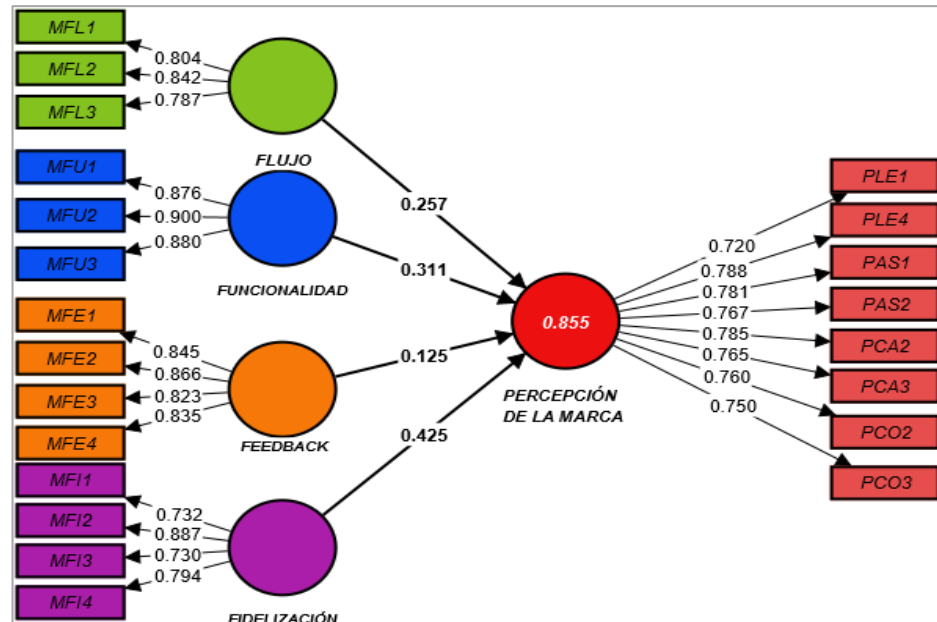 MFL1
MFL2
MFL3
0.804
0.842
0.787
FLUJO
MFU1
MFU2
MFU3
0.876
0.900
0.880
FUNCIONALIDAD
MFE1
MFE2
MFE3
MFE4
0.845
0.866
0.823
0.835
FEEDBACK
MFI1
MFI2
MFI3
MFI4
0.732
0.887
0.730
0.794
FIDELIZACIÓN
0.257
0.311
0.125
0.425
0.855
PERCEPCIÓN
DE LA MARCA
0.720
0.788
0.781
0.767
0.785
0.765
0.760
0.750
PLE1
PLE4
PAS1
PAS2
PCA2
PCA3
PCO2
PCO3